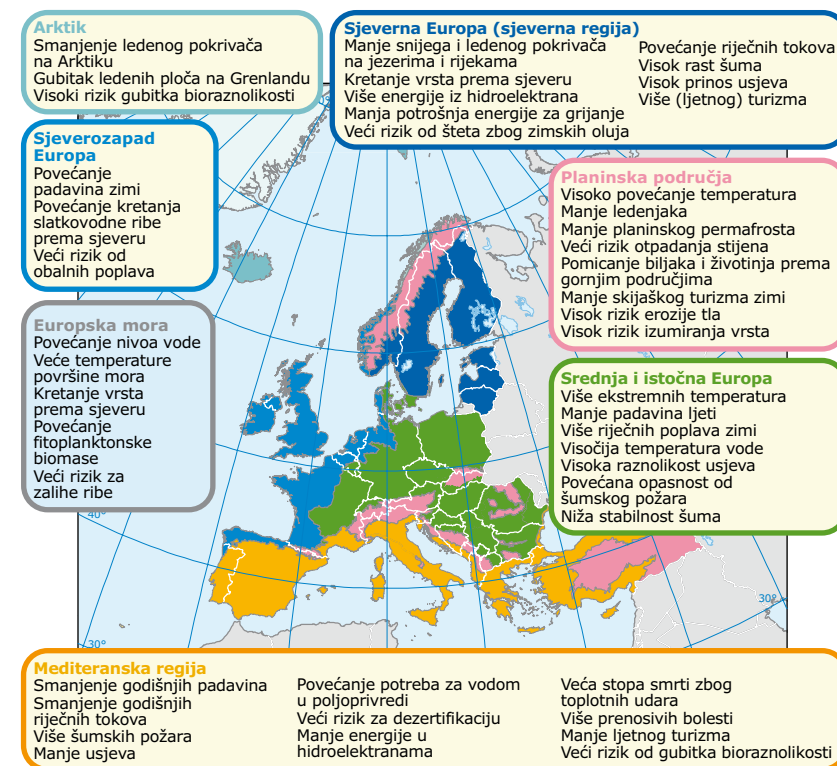 Arktik
Smanjenje ledenog pokrivača
na Arktiku
Gubitak ledenih ploča na Grenlandu
Visoki rizik gubitka bioraznolikosti
Sjeverna Europa (sjeverna regija)
Manje snijega i ledenog pokrivača
na jezerima i rijekama
Kretanje vrsta prema sjeveru
Više energije iz hidroelektrana
Manja potrošnja energije za grijanje
Veći rizik od šteta zbog zimskih oluja
Povećanje riječnih tokova
Visok rast šuma
Visok prinos usjeva
Više (ljetnog) turizma
Sjeverozapad
Europa
Povećanje
padavina zimi
Povećanje kretanja
slatkovodne ribe
prema sjeveru
Veći rizik od
obalnih poplava
Planinska područja
Visoko povećanje temperatura
Manje ledenjaka
Manje planinskog permafrosta
Veći rizik otpadanja stijena
Pomicanje biljaka i životinja prema
gornjim područjima
Manje skijaškog turizma zimi
Visok rizik erozije tla
Visok rizik izumiranja vrsta
Europska mora
Povećanje nivoa vode
Veće temperature
površine mora
Kretanje vrsta
prema sjeveru
Povećanje
fitoplanktonske
biomase
Veći rizik za
zalihe ribe
Srednja i istočna Europa
Više ekstremnih temperatura
Manje padavina ljeti
Više riječnih poplava zimi
Visočija temperatura vode
Visoka raznolikost usjeva
Povećana opasnost od
šumskog požara
Niža stabilnost šuma
40°
30°
30°
Mediteranska regija
Smanjenje godišnjih padavina
Smanjenje godišnjih
riječnih tokova
Više šumskih požara
Manje usjeva
Povećanje potreba za vodom
u poljoprivredi
Veći rizik za dezertifikaciju
Manje energije u
hidroelektranama
Veća stopa smrti zbog
toplotnih udara
Više prenosivih bolesti
Manje ljetnog turizma
Veći rizik od gubitka bioraznolikosti